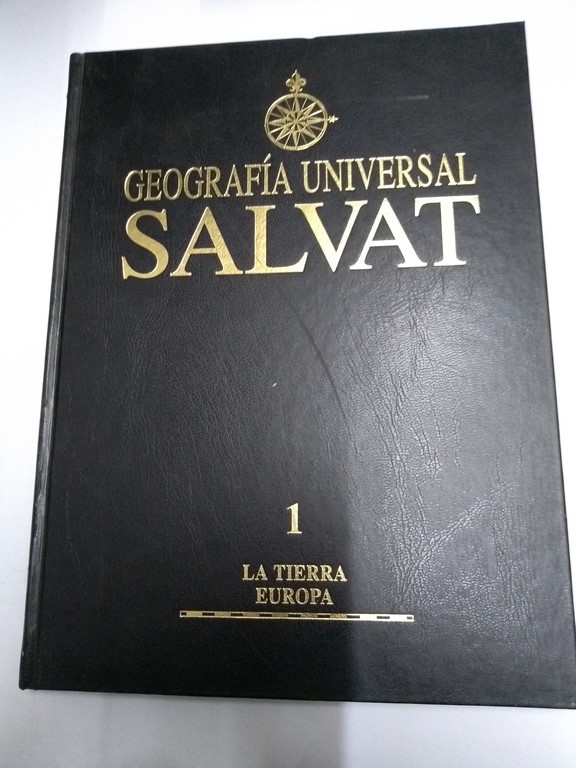 GEOGRAFÍA UNIVERSAL
SALVAT
1
LA TIERRA
EUROPA